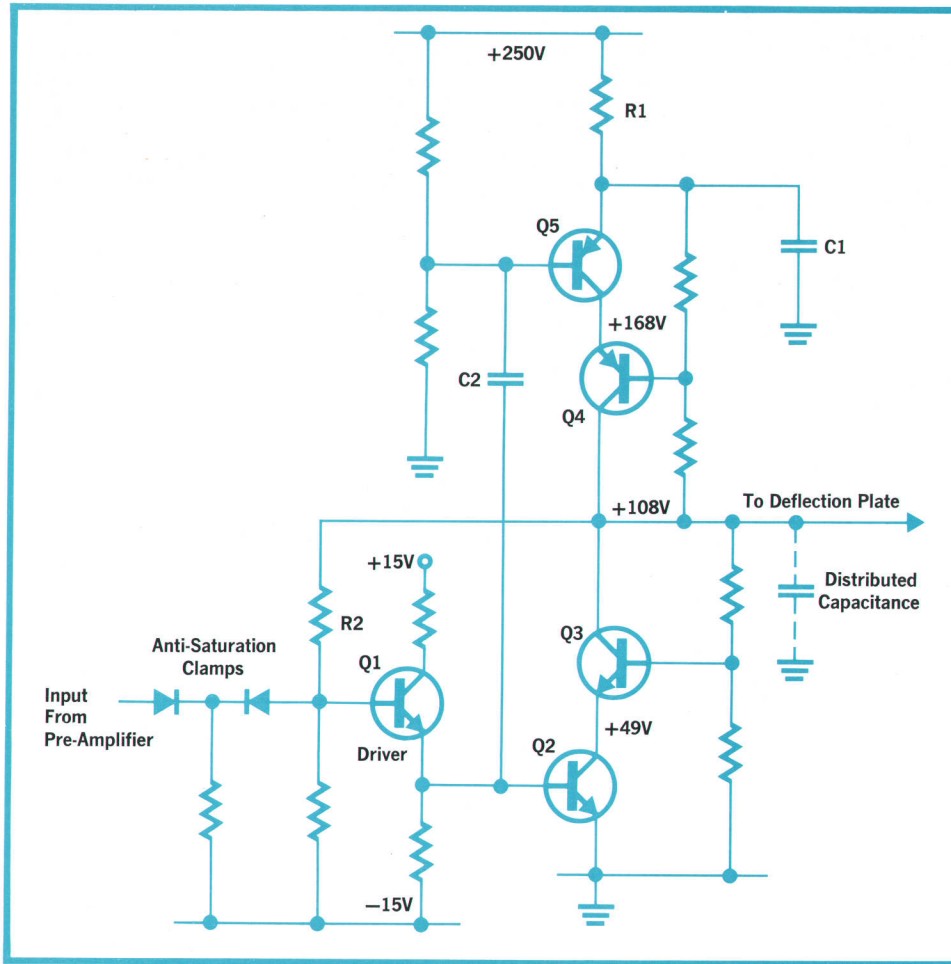 +250V
R1
Q5
C1
+168V
C2
Q4
To Deflection Plate
+108V
+15V
Distributed
Capacitance
R2
Anti-Saturation
Clamps
Q3
Q1
Input
From
Pre-Amplifier
+49V
Driver
Q2
−15V